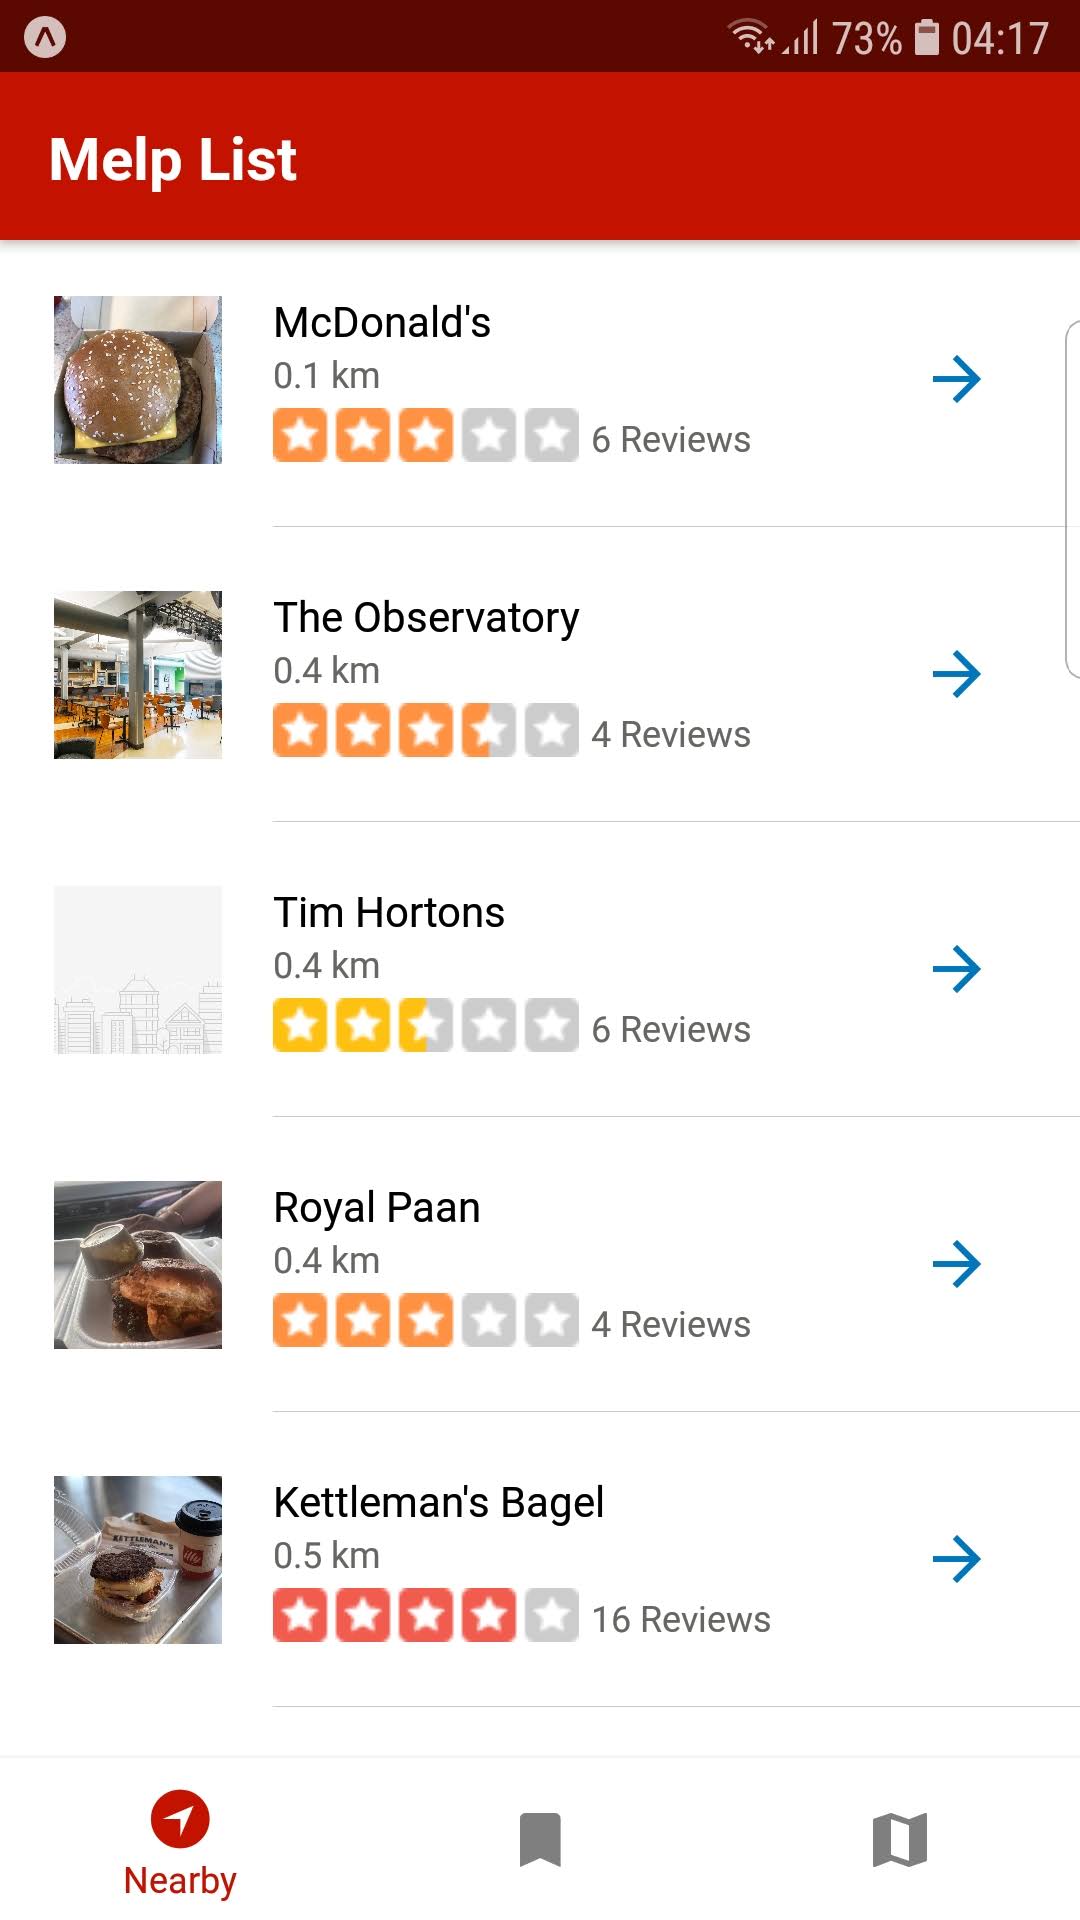 73% 04:17
Melp List
McDonald's
0.1 km
6 Reviews
The Observatory
0.4 km
4 Reviews
Tim Hortons
0.4 km
6 Reviews
Royal Paan
0.4 km
4 Reviews
KETTLEMAN'S
illy
Kettleman's Bagel
0.5 km
16 Reviews
Nearby